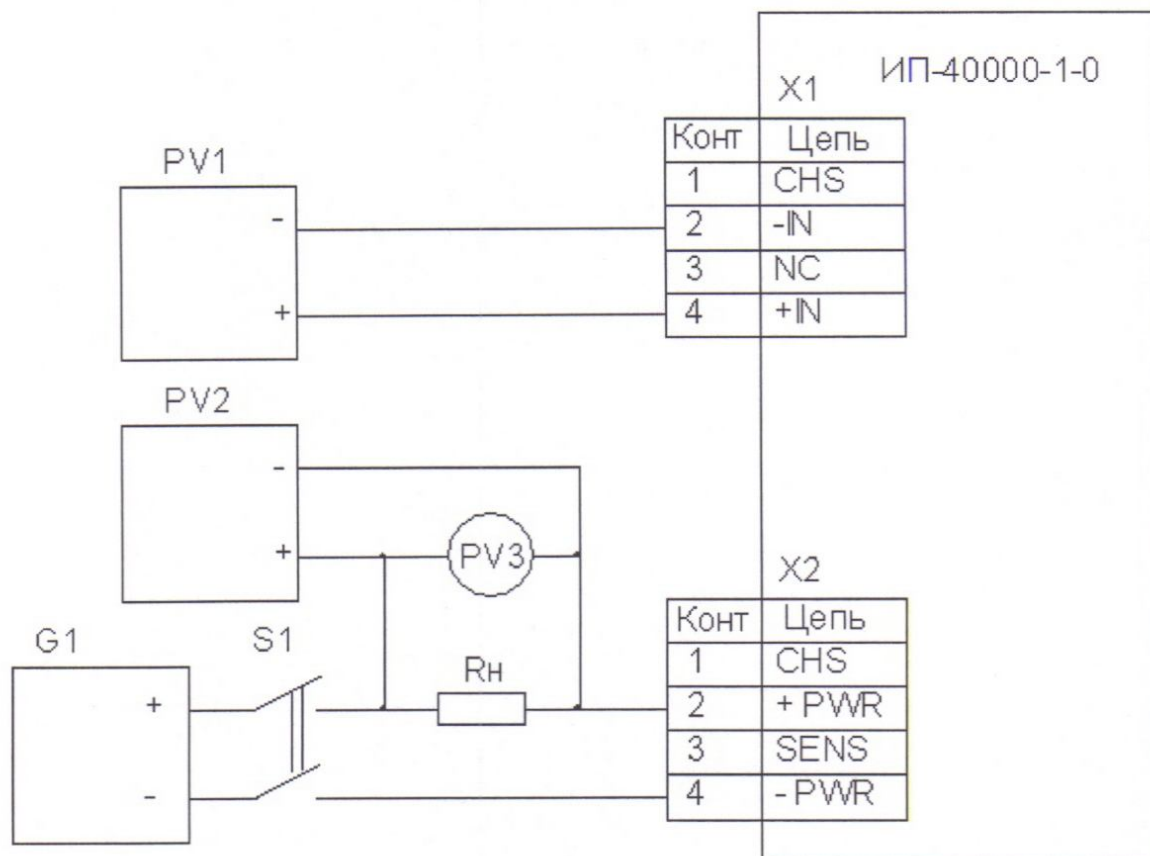 ИП-40000-1-0
X1
Конт Цепь
1 CHS
2 -IN
3 NC
4 +IN
PV1
-
+
PV2
-
+
PV3
X2
Конт Цепь
1 CHS
2 + PWR
3 SENS
4 - PWR
G1
S1
Rн
+
-